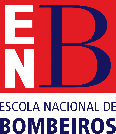 ENB
ESCOLA NACIONAL DE
BOMBEIROS